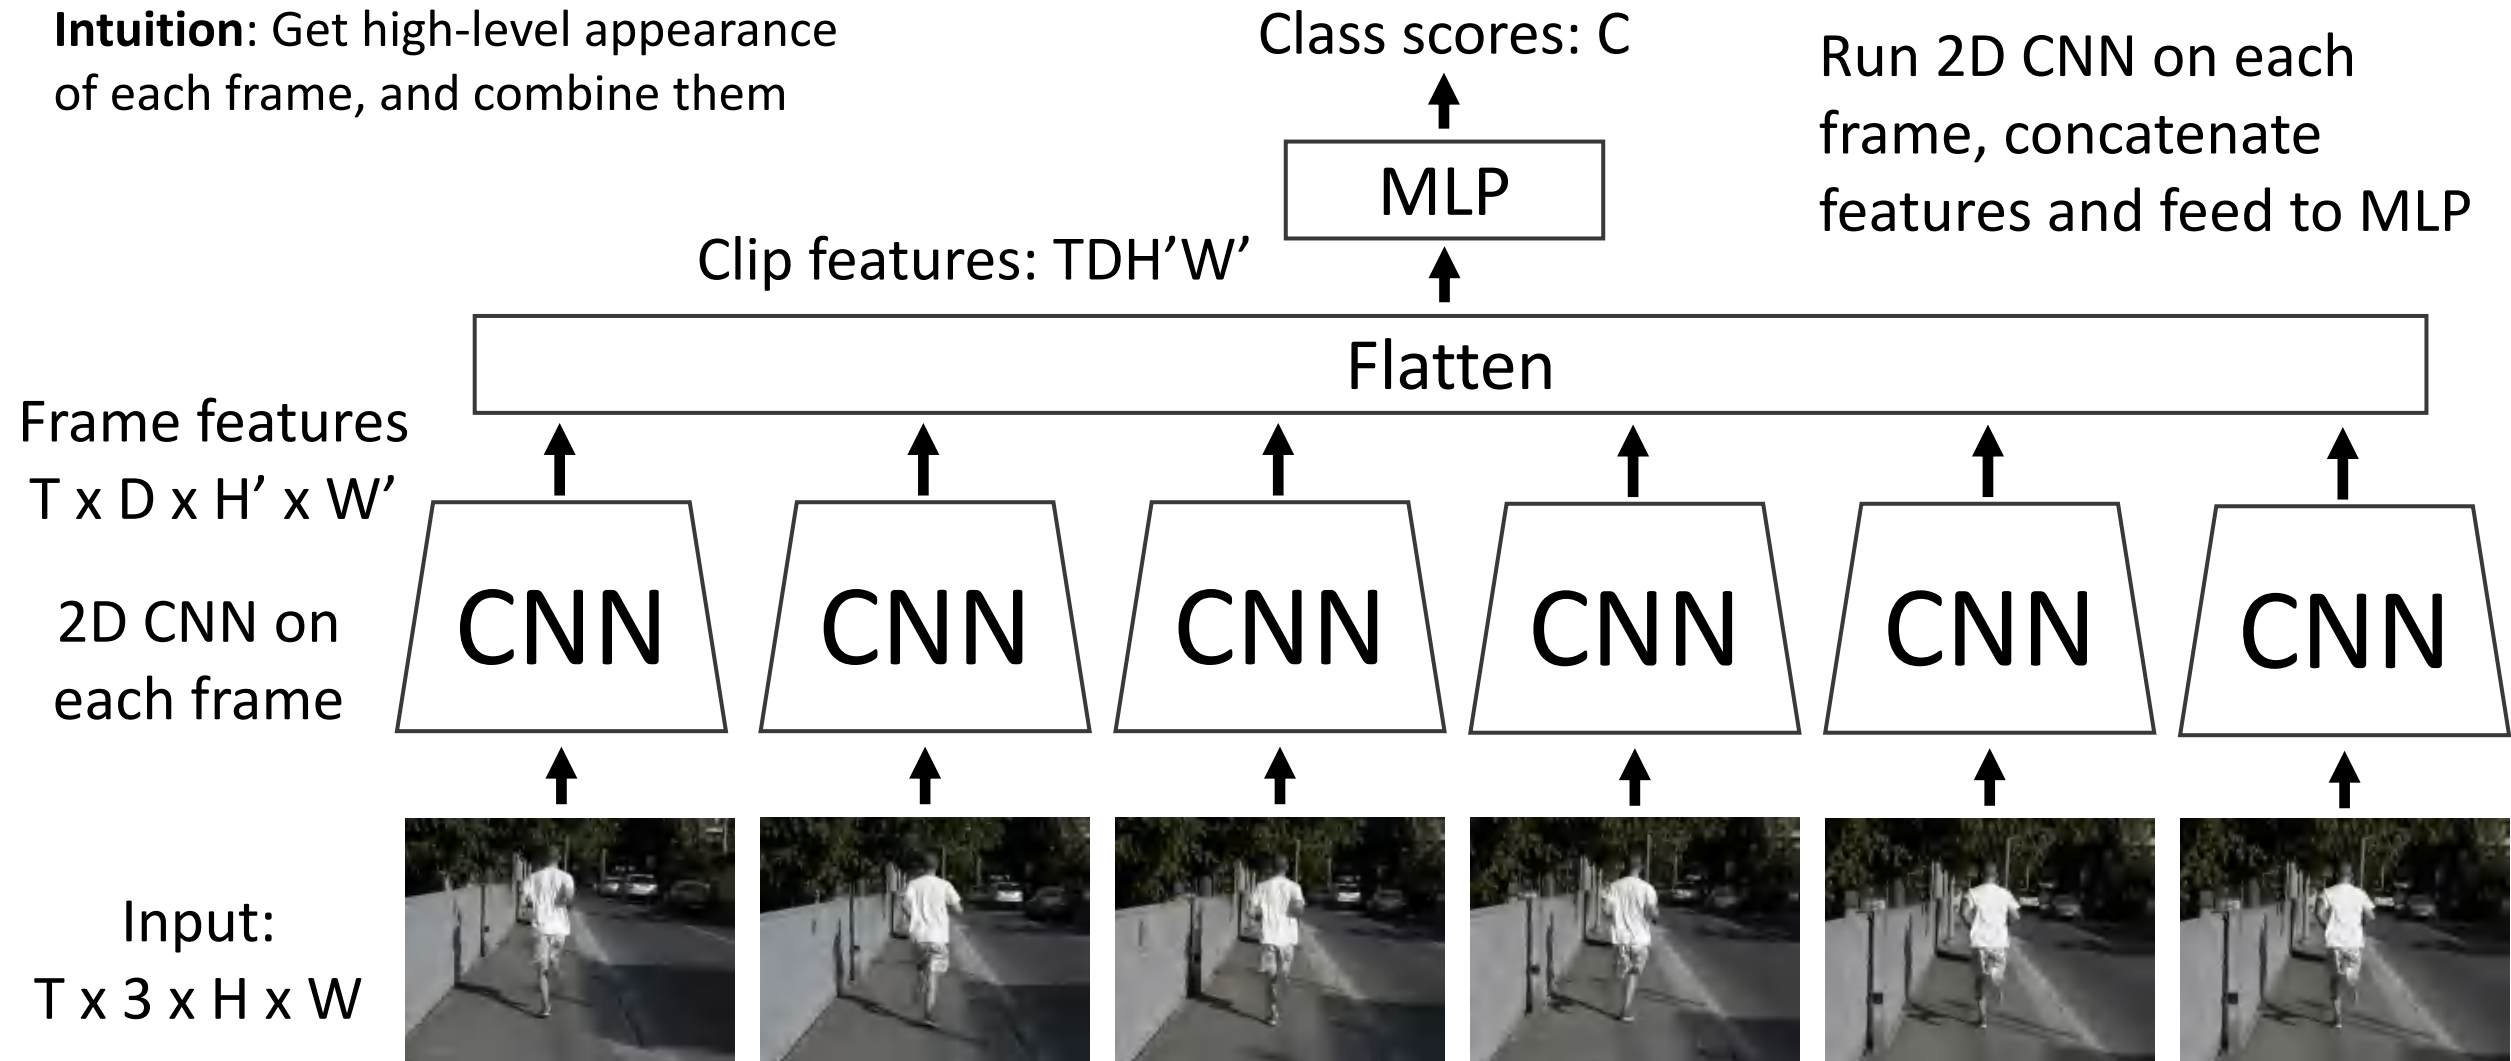 Intuition: Get high-level appearance
of each frame, and combine them
Class scores: C
Run 2D CNN on each
frame, concatenate
features and feed to MLP
MLP
Clip features: TDH’W’
Flatten
Frame features
T x D x H’ x W’
CNN
CNN
CNN
CNN
CNN
CNN
2D CNN on
each frame
Input:
T x 3 x H x W